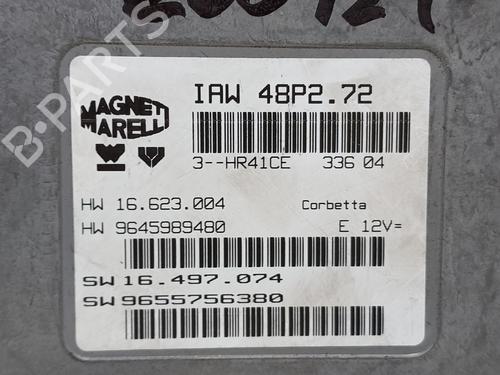 MAGNETI
MARELLI
IAW 48P2.72
3--HR41CE 336 04
HW 16.623.004 Corbetta
HW 9645989480 E 12V=
SW 16.497.074
SW 9655756380
B-PARTS